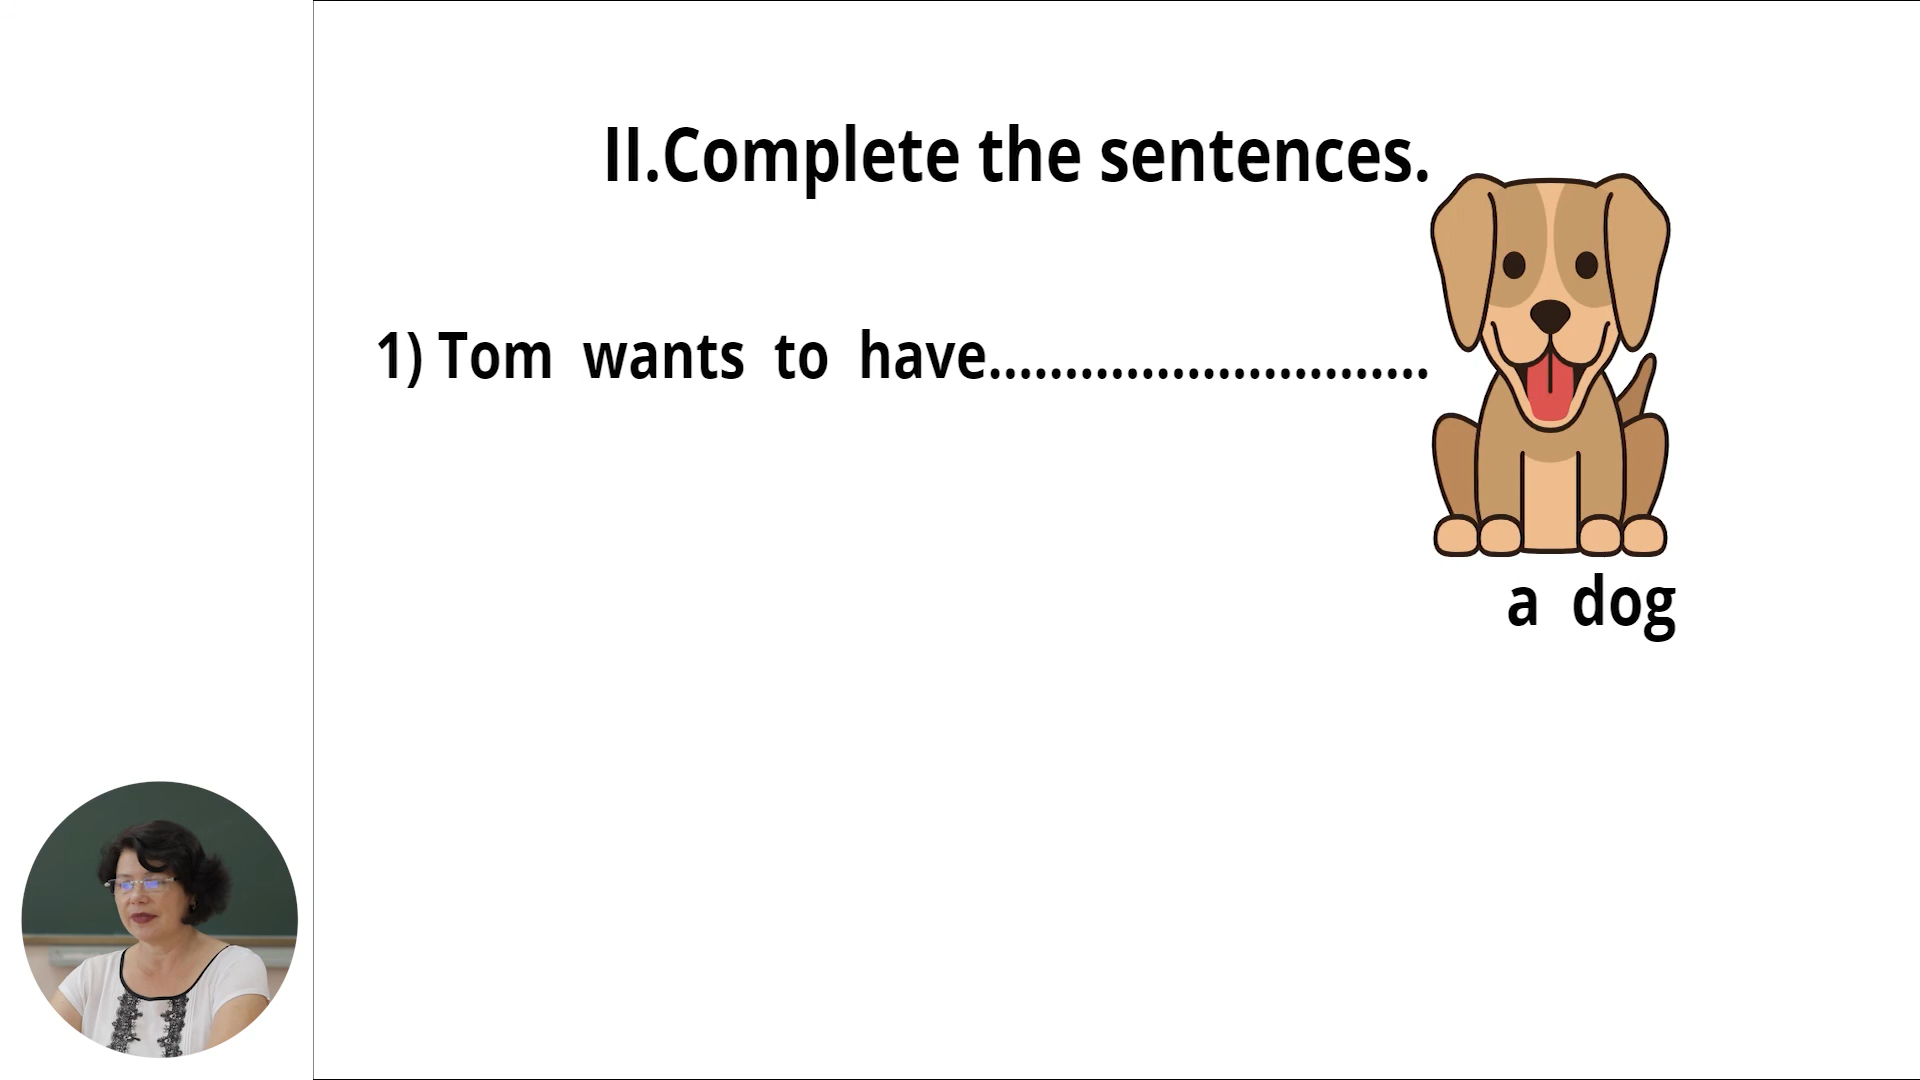 II.Complete the sentences.
1) Tom wants to have.............................
a dog